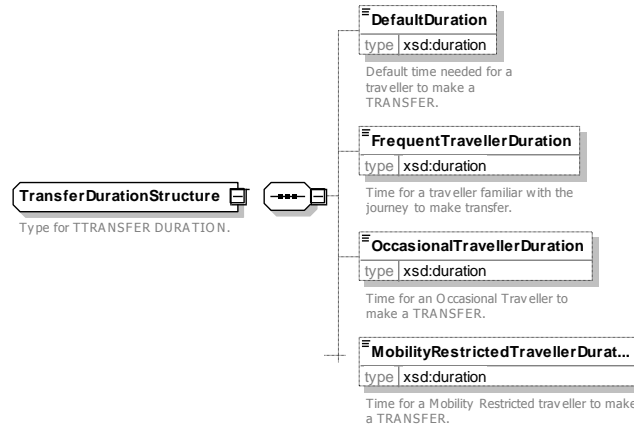 DefaultDuration
type xsd:duration
Default time needed for a
traveller to make a
TRANSFER.
FrequentTravellerDuration
type xsd:duration
Time for a traveller familiar with the
journey to make transfer.
TransferDurationStructure
Type for TTRANSFER DURATION.
OccasionalTravellerDuration
type xsd:duration
Time for an Occasional Traveller to
make a TRANSFER.
MobilityRestrictedTravellerDurat...
type xsd:duration
Time for a Mobility Restricted traveller to make
a TRANSFER.